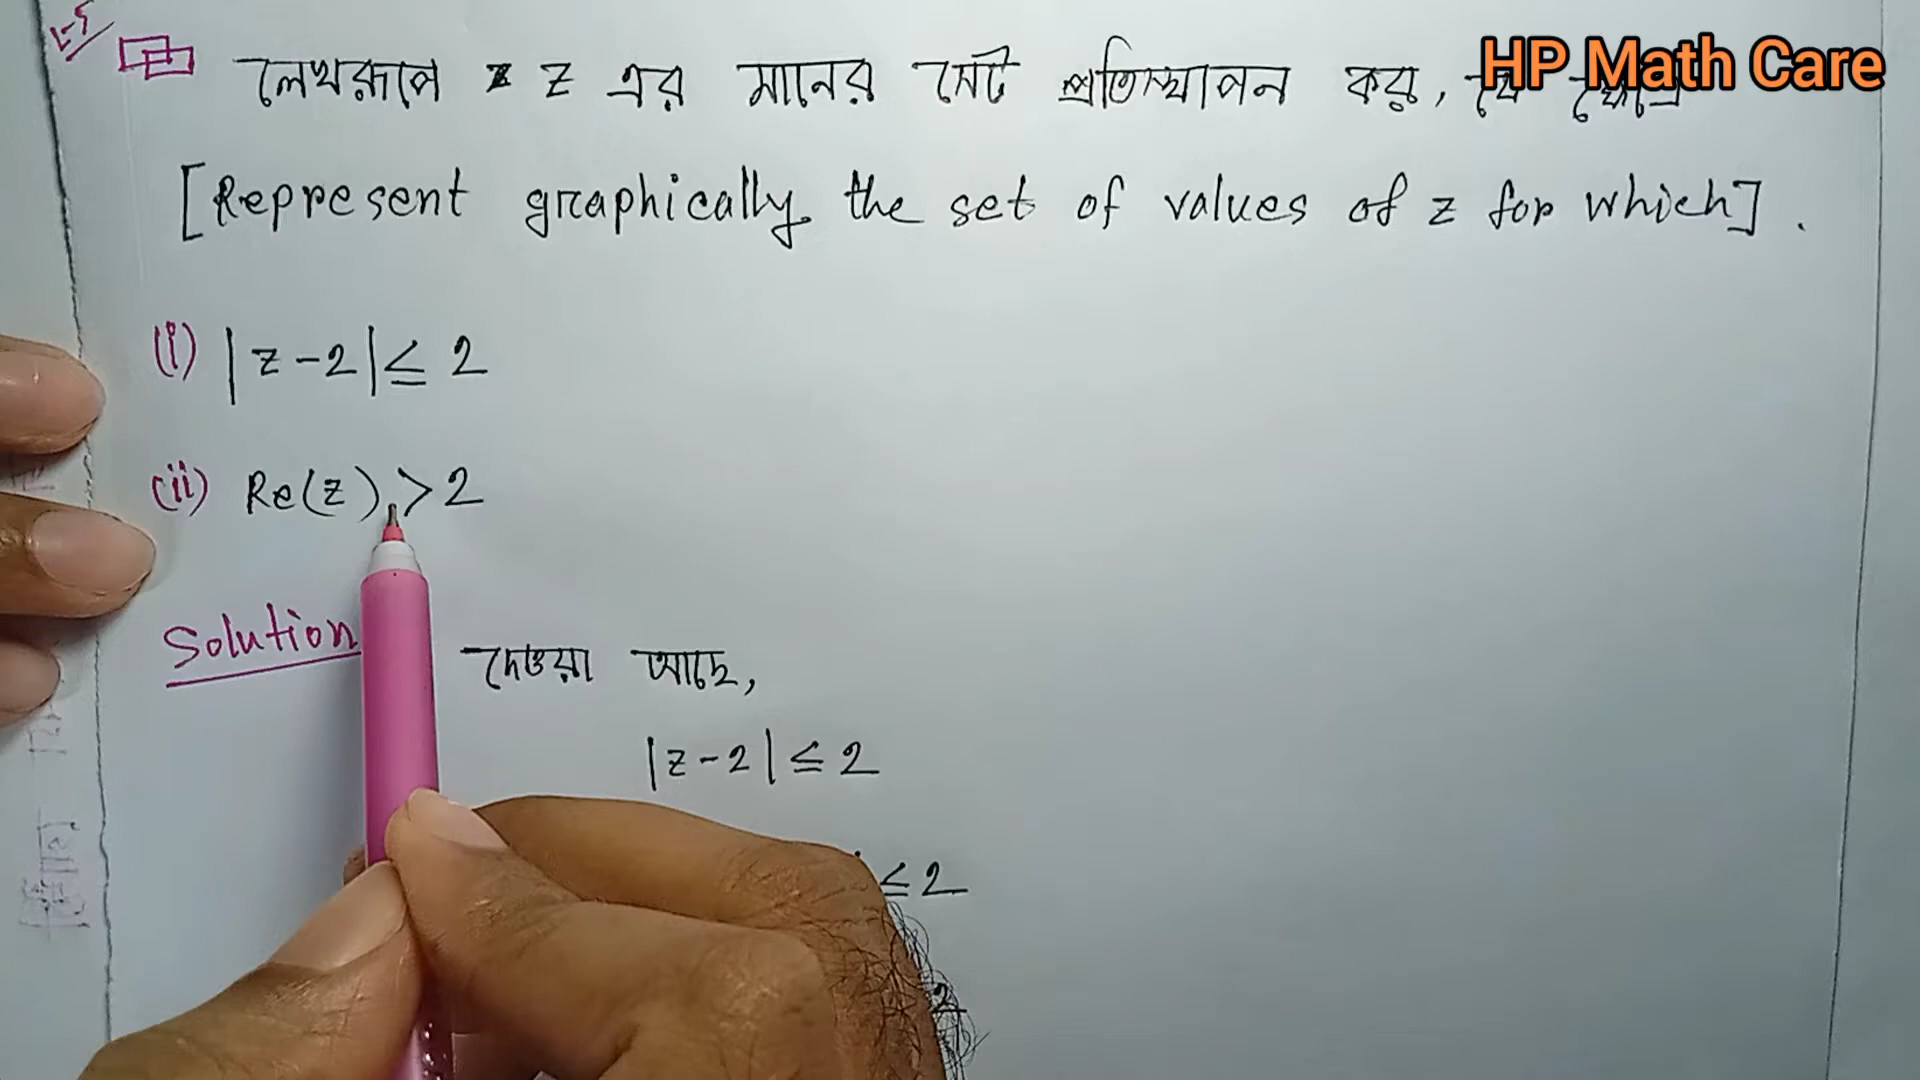 লেখরূপে z এর মানের সেট প্রতিস্থাপন কর, যে
HP Math Care
[Represent graphically the set of values of z for which].
(i) |z-2| ≤ 2
(ii) Re(z) > 2
Solution
দেওয়া আছে,
|z-2| ≤ 2
≤ 2
2